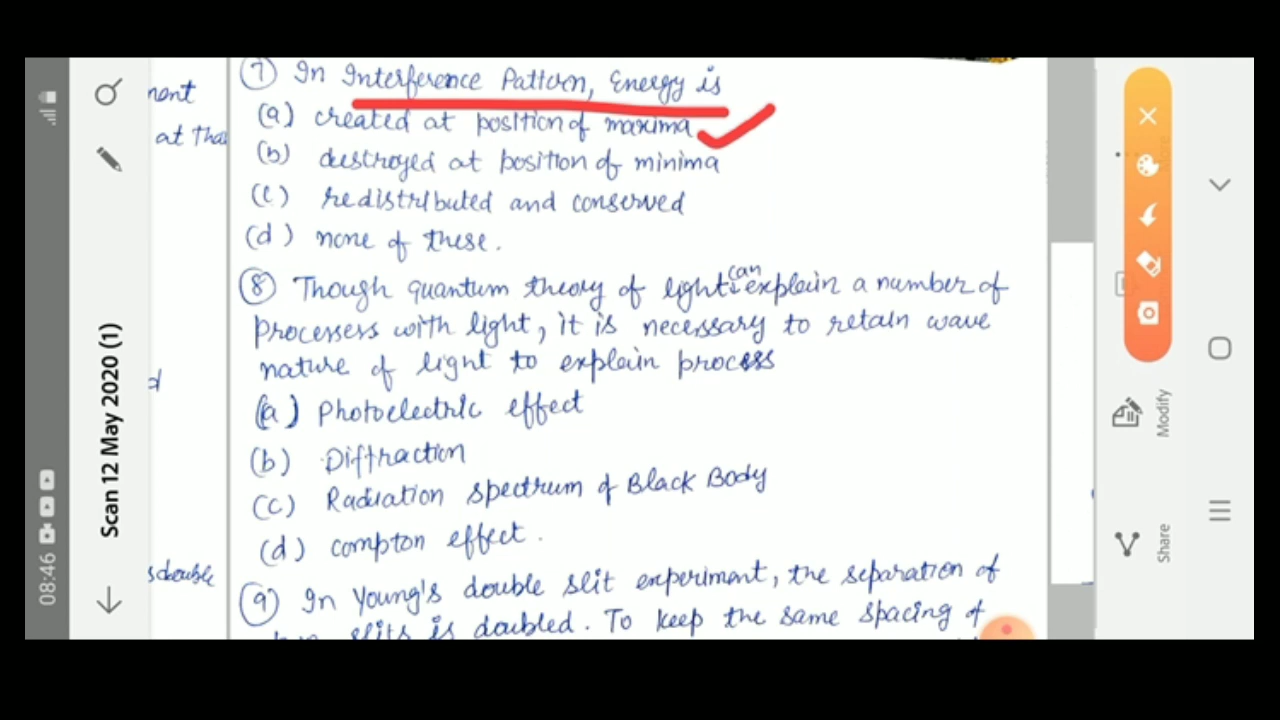 08:46
Scan 12 May 2020 (1)
ment
at tha
d
double
(7) In Interference Pattern, Energy is
(a) created at position of maxima
(b) destroyed at position of minima
(c) redistributed and conserved
(d) none of these.
(8) Though quantum theory of light can explain a number of
Processess with light, it is necessary to retain wave
nature of light to explain process
(a) Photoelectric effect
(b) Diffraction
(c) Radiation spectrum of Black Body
(d) compton effect.
(9) In Young's double slit experiment, the separation of
slits is doubled. To keep the same spacing of
Modify
Share